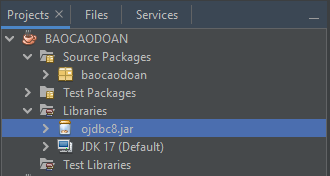 Projects Files Services
BAOCAODOAN
Source Packages
baocaodoan
Test Packages
Libraries
ojdbc8.jar
JDK 17 (Default)
Test Libraries